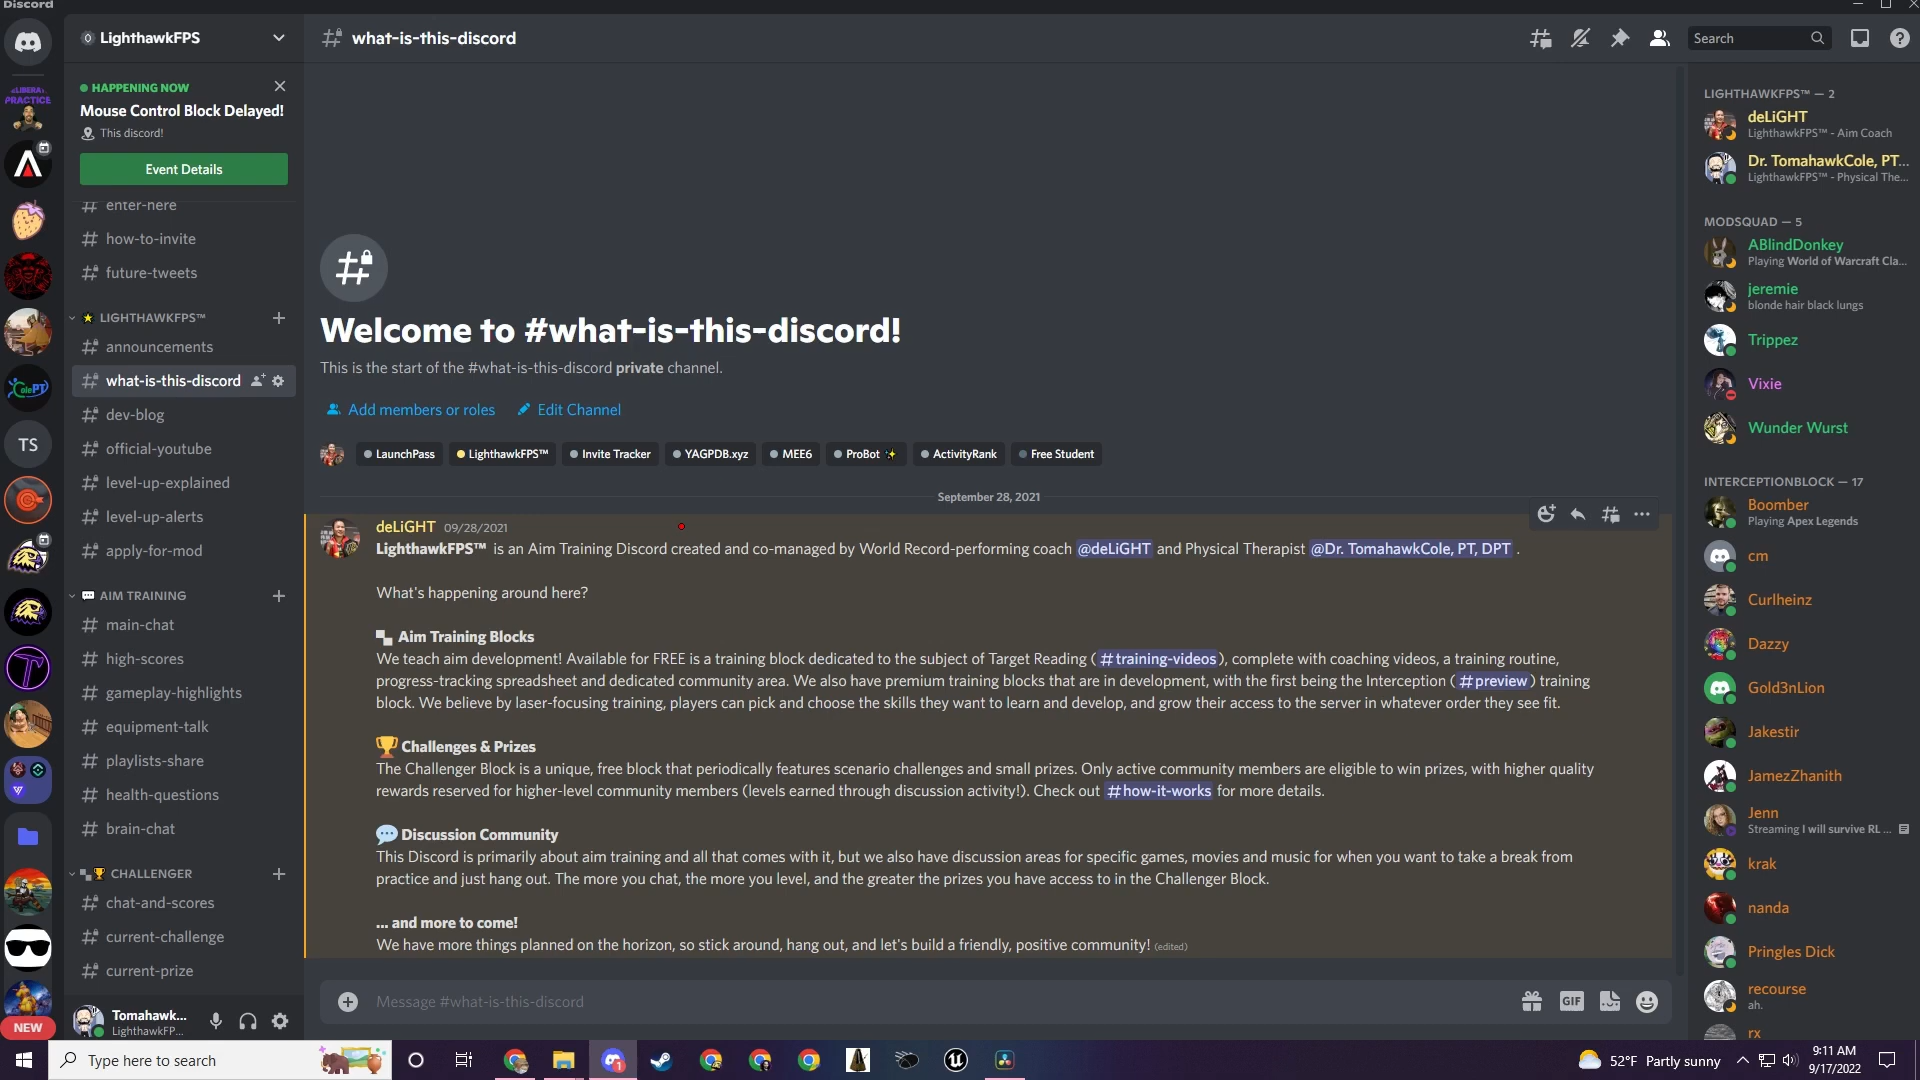 Discord
LIGHTHAWKFPS
LighthawkFPS
HAPPENING NOW
Mouse Control Block Delayed!
This discord!
Event Details
enter-here
how-to-invite
future-tweets
LIGHTHAWKFPS™
announcements
what-is-this-discord
dev-blog
official-youtube
level-up-explained
level-up-alerts
apply-for-mod
AIM TRAINING
main-chat
high-scores
gameplay-highlights
equipment-talk
playlists-share
health-questions
brain-chat
CHALLENGER
chat-and-scores
current-challenge
current-prize
PRACTICE
TS
NEW
Tomahawk...
LighthawkFP...
what-is-this-discord
Search
Welcome to #what-is-this-discord!
This is the start of the #what-is-this-discord private channel.
Add members or roles Edit Channel
LaunchPass LighthawkFPS™ Invite Tracker YAGPDB.xyz MEE6 ProBot ✨ ActivityRank Free Student
September 28, 2021
deLiGHT 09/28/2021
LighthawkFPS™ is an Aim Training Discord created and co-managed by World Record-performing coach @deLiGHT and Physical Therapist @Dr. TomahawkCole, PT, DPT .
What's happening around here?
Aim Training Blocks
We teach aim development! Available for FREE is a training block dedicated to the subject of Target Reading ( #training-videos ), complete with coaching videos, a training routine,
progress-tracking spreadsheet and dedicated community area. We also have premium training blocks that are in development, with the first being the Interception ( #preview ) training
block. We believe by laser-focusing training, players can pick and choose the skills they want to learn and develop, and grow their access to the server in whatever order they see fit.
🏆 Challenges & Prizes
The Challenger Block is a unique, free block that periodically features scenario challenges and small prizes. Only active community members are eligible to win prizes, with higher quality
rewards reserved for higher-level community members (levels earned through discussion activity!). Check out #how-it-works for more details.
💬 Discussion Community
This Discord is primarily about aim training and all that comes with it, but we also have discussion areas for specific games, movies and music for when you want to take a break from
practice and just hang out. The more you chat, the more you level, and the greater the prizes you have access to in the Challenger Block.
... and more to come!
We have more things planned on the horizon, so stick around, hang out, and let's build a friendly, positive community! (edited)
Message #what-is-this-discord
GIF
LIGHTHAWKFPS™ — 2
deLiGHT
LighthawkFPS™ - Aim Coach
Dr. TomahawkCole, PT...
LighthawkFPS™ - Physical The...
MODSQUAD — 5
ABlindDonkey
Playing World of Warcraft Cla...
jeremie
blonde hair black lungs
Trippez
Vixie
Wunder Wurst
INTERCEPTIONBLOCK — 17
Boomber
Playing Apex Legends
cm
Curlheinz
Dazzy
Gold3nLion
Jakestir
JamezZhanith
Jenn
Streaming I will survive RL ...
krak
nanda
Pringles Dick
recourse
ah.
rx
Type here to search
1
52°F Partly sunny
9:11 AM
9/17/2022